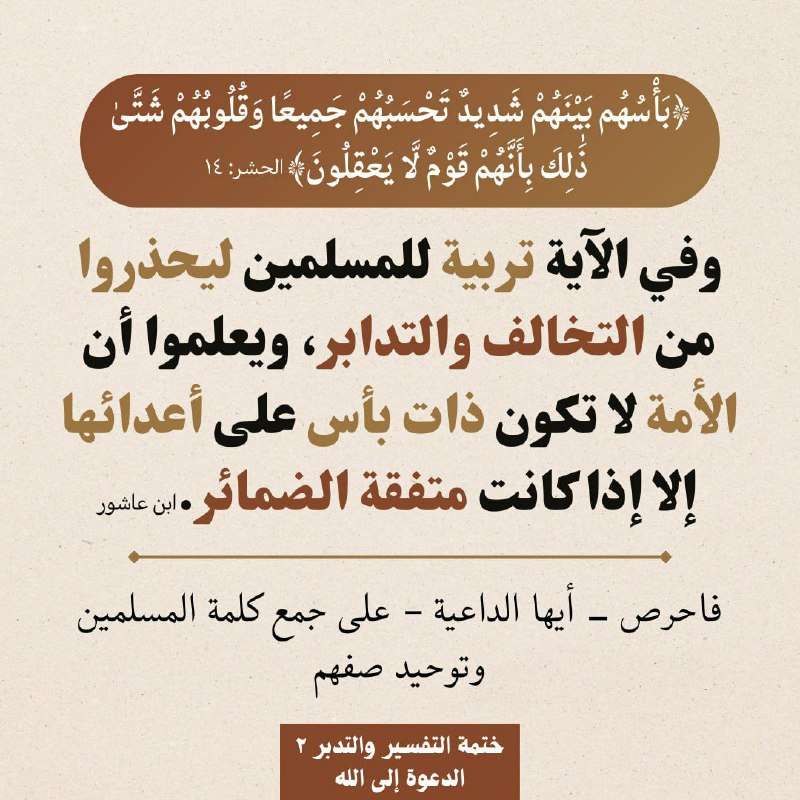 ﴿بَأْسُهُم بَيْنَهُمْ شَدِيدٌ تَحْسَبُهُمْ جَمِيعًا وَقُلُوبُهُمْ شَتَّىٰ
ذَٰلِكَ بِأَنَّهُمْ قَوْمٌ لَّا يَعْقِلُونَ﴾ الحشر: ١٤
وفي الآية تربية للمسلمين ليحذروا
من التخالف والتدابر، ويعلموا أن
الأمة لا تكون ذات بأس على أعدائها
إلا إذا كانت متفقة الضمائر. • ابن عاشور
فاحرص – أيها الداعية – على جمع كلمة المسلمين
وتوحيد صفهم
ختمة التفسير والتدبر ٢
الدعوة إلى الله